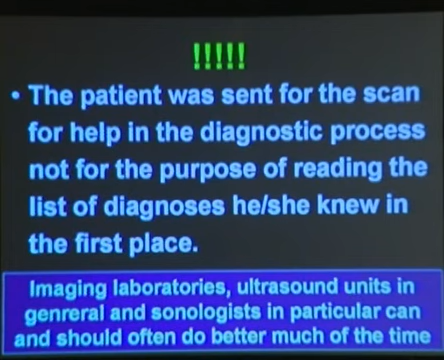 !!!!!
• The patient was sent for the scan
for help in the diagnostic process
not for the purpose of reading the
list of diagnoses he/she knew in
the first place.
Imaging laboratories, ultrasound units in
genreral and sonologists in particular can
and should often do better much of the time